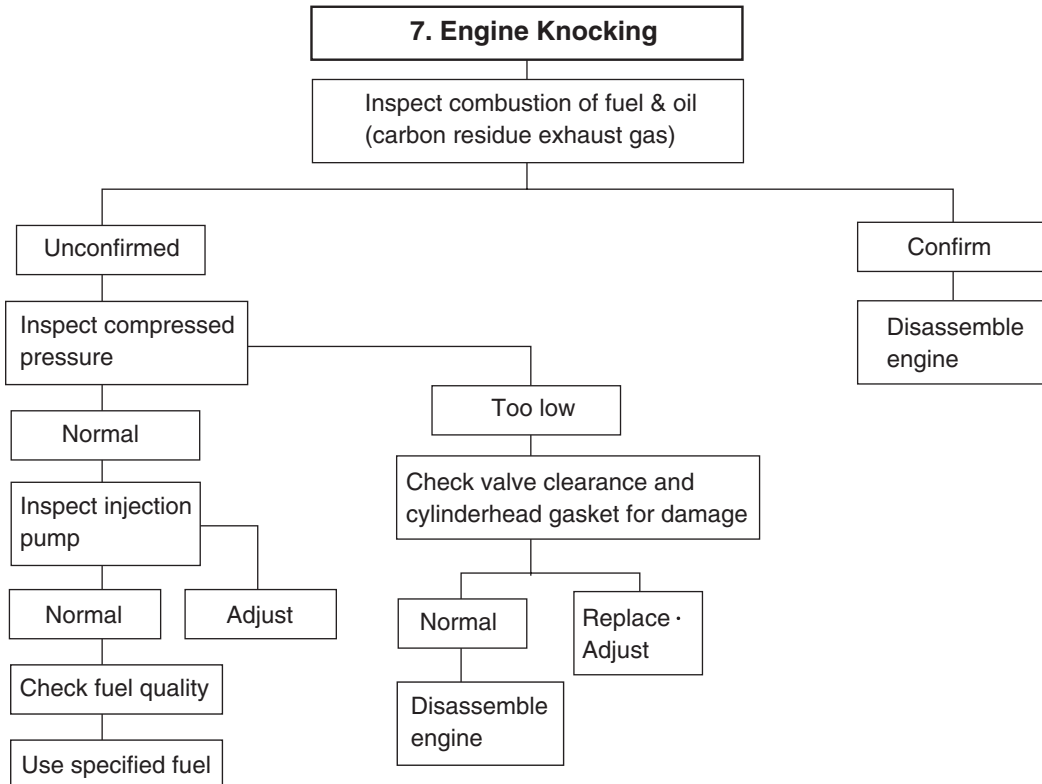 7. Engine Knocking
Inspect combustion of fuel & oil
(carbon residue exhaust gas)
Unconfirmed
Confirm
Inspect compressed
pressure
Disassemble
engine
Too low
Normal
Check valve clearance and
cylinderhead gasket for damage
Inspect injection
pump
Normal
Adjust
Normal
Replace ·
Adjust
Check fuel quality
Disassemble
engine
Use specified fuel